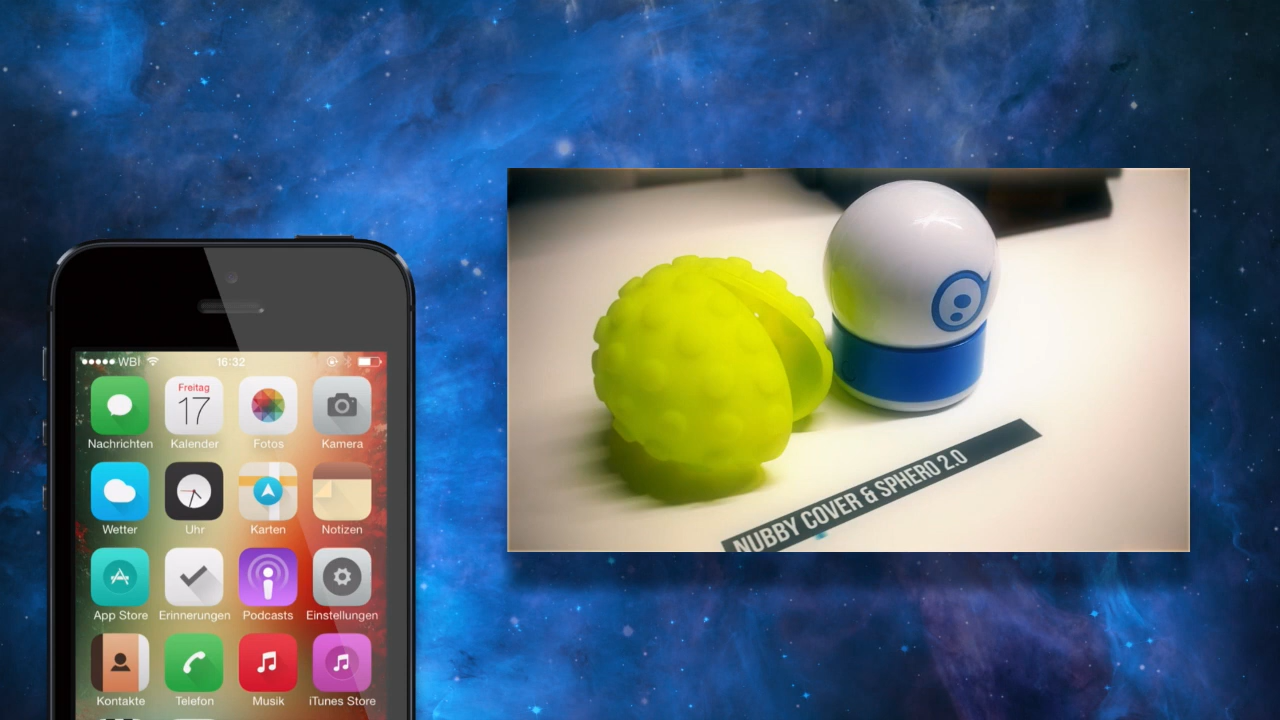 WBI 16:32
Freitag
17
Nachrichten Kalender Fotos Kamera
Wetter Uhr Karten Notizen
App Store Erinnerungen Podcasts Einstellungen
Kontakte Telefon Musik iTunes Store
NUBBY COVER & SPHERO 2.0